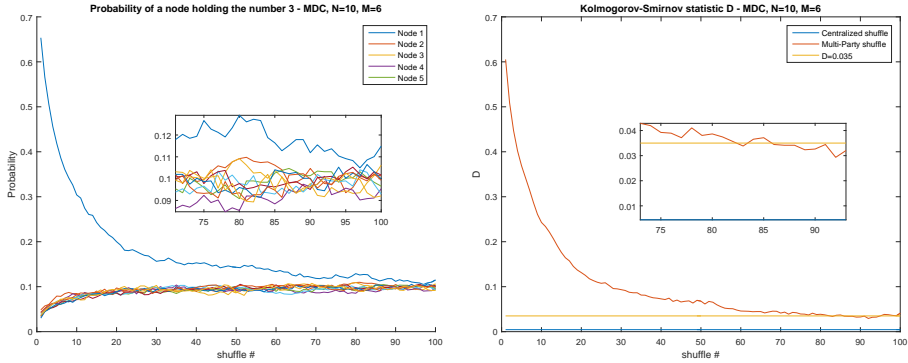 Probability of a node holding the number 3 - MDC, N=10, M=6
0.7
0.6
0.5
0.4
0.3
0.2
0.1
0
Probability
0 10 20 30 40 50 60 70 80 90 100
shuffle #
Node 1
Node 2
Node 3
Node 4
Node 5
0.12
0.11
0.1
0.09
75 80 85 90 95 100
Kolmogorov-Smirnov statistic D - MDC, N=10, M=6
0.7
0.6
0.5
0.4
0.3
0.2
0.1
0
D
0 10 20 30 40 50 60 70 80 90 100
shuffle #
Centralized shuffle
Multi-Party shuffle
D=0.035
0.04
0.03
0.02
0.01
75 80 85 90